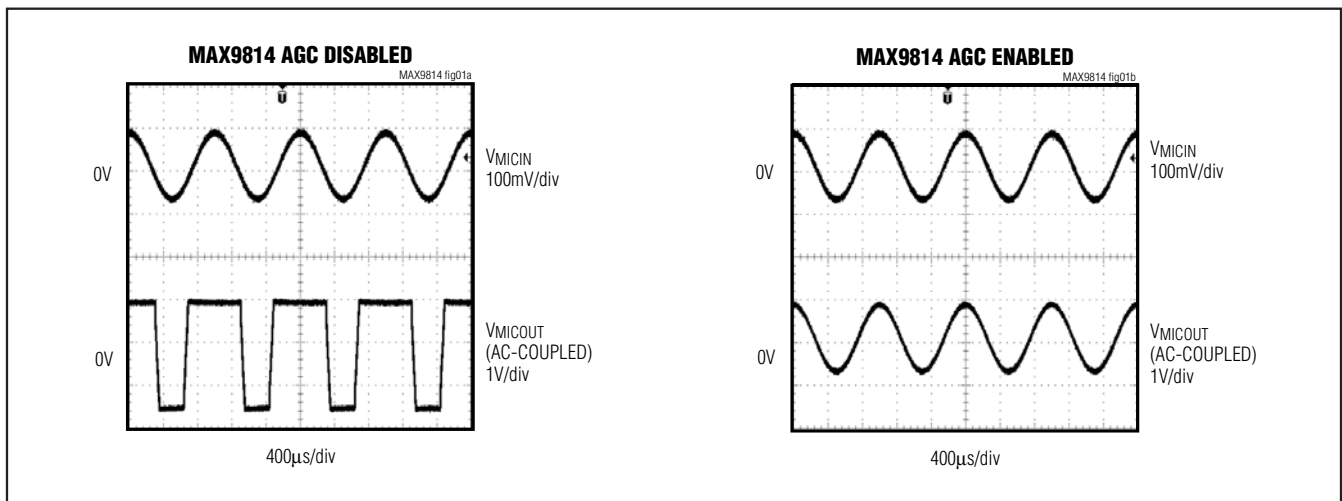 MAX9814 AGC DISABLED
MAX9814 fig01a
0V
VMICIN
100mV/div
0V
VMICOUT
(AC-COUPLED)
1V/div
400µs/div
MAX9814 AGC ENABLED
MAX9814 fig01b
0V
VMICIN
100mV/div
0V
VMICOUT
(AC-COUPLED)
1V/div
400µs/div